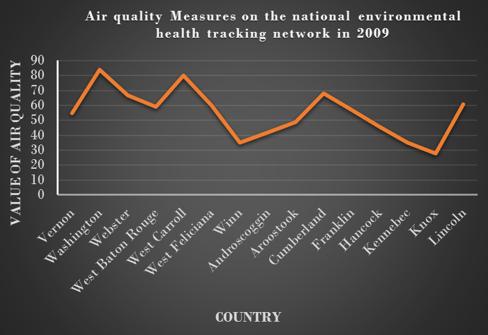 Air quality Measures on the national environmental
health tracking network in 2009
VALUE OF AIR QUALITY
90
80
70
60
50
40
30
20
10
0
Vernon
Washington
Webster
West Baton Rouge
West Carroll
West Feliciana
Winn
Androscoggin
Aroostook
Cumberland
Franklin
Hancock
Kennebec
Knox
Lincoln
COUNTRY